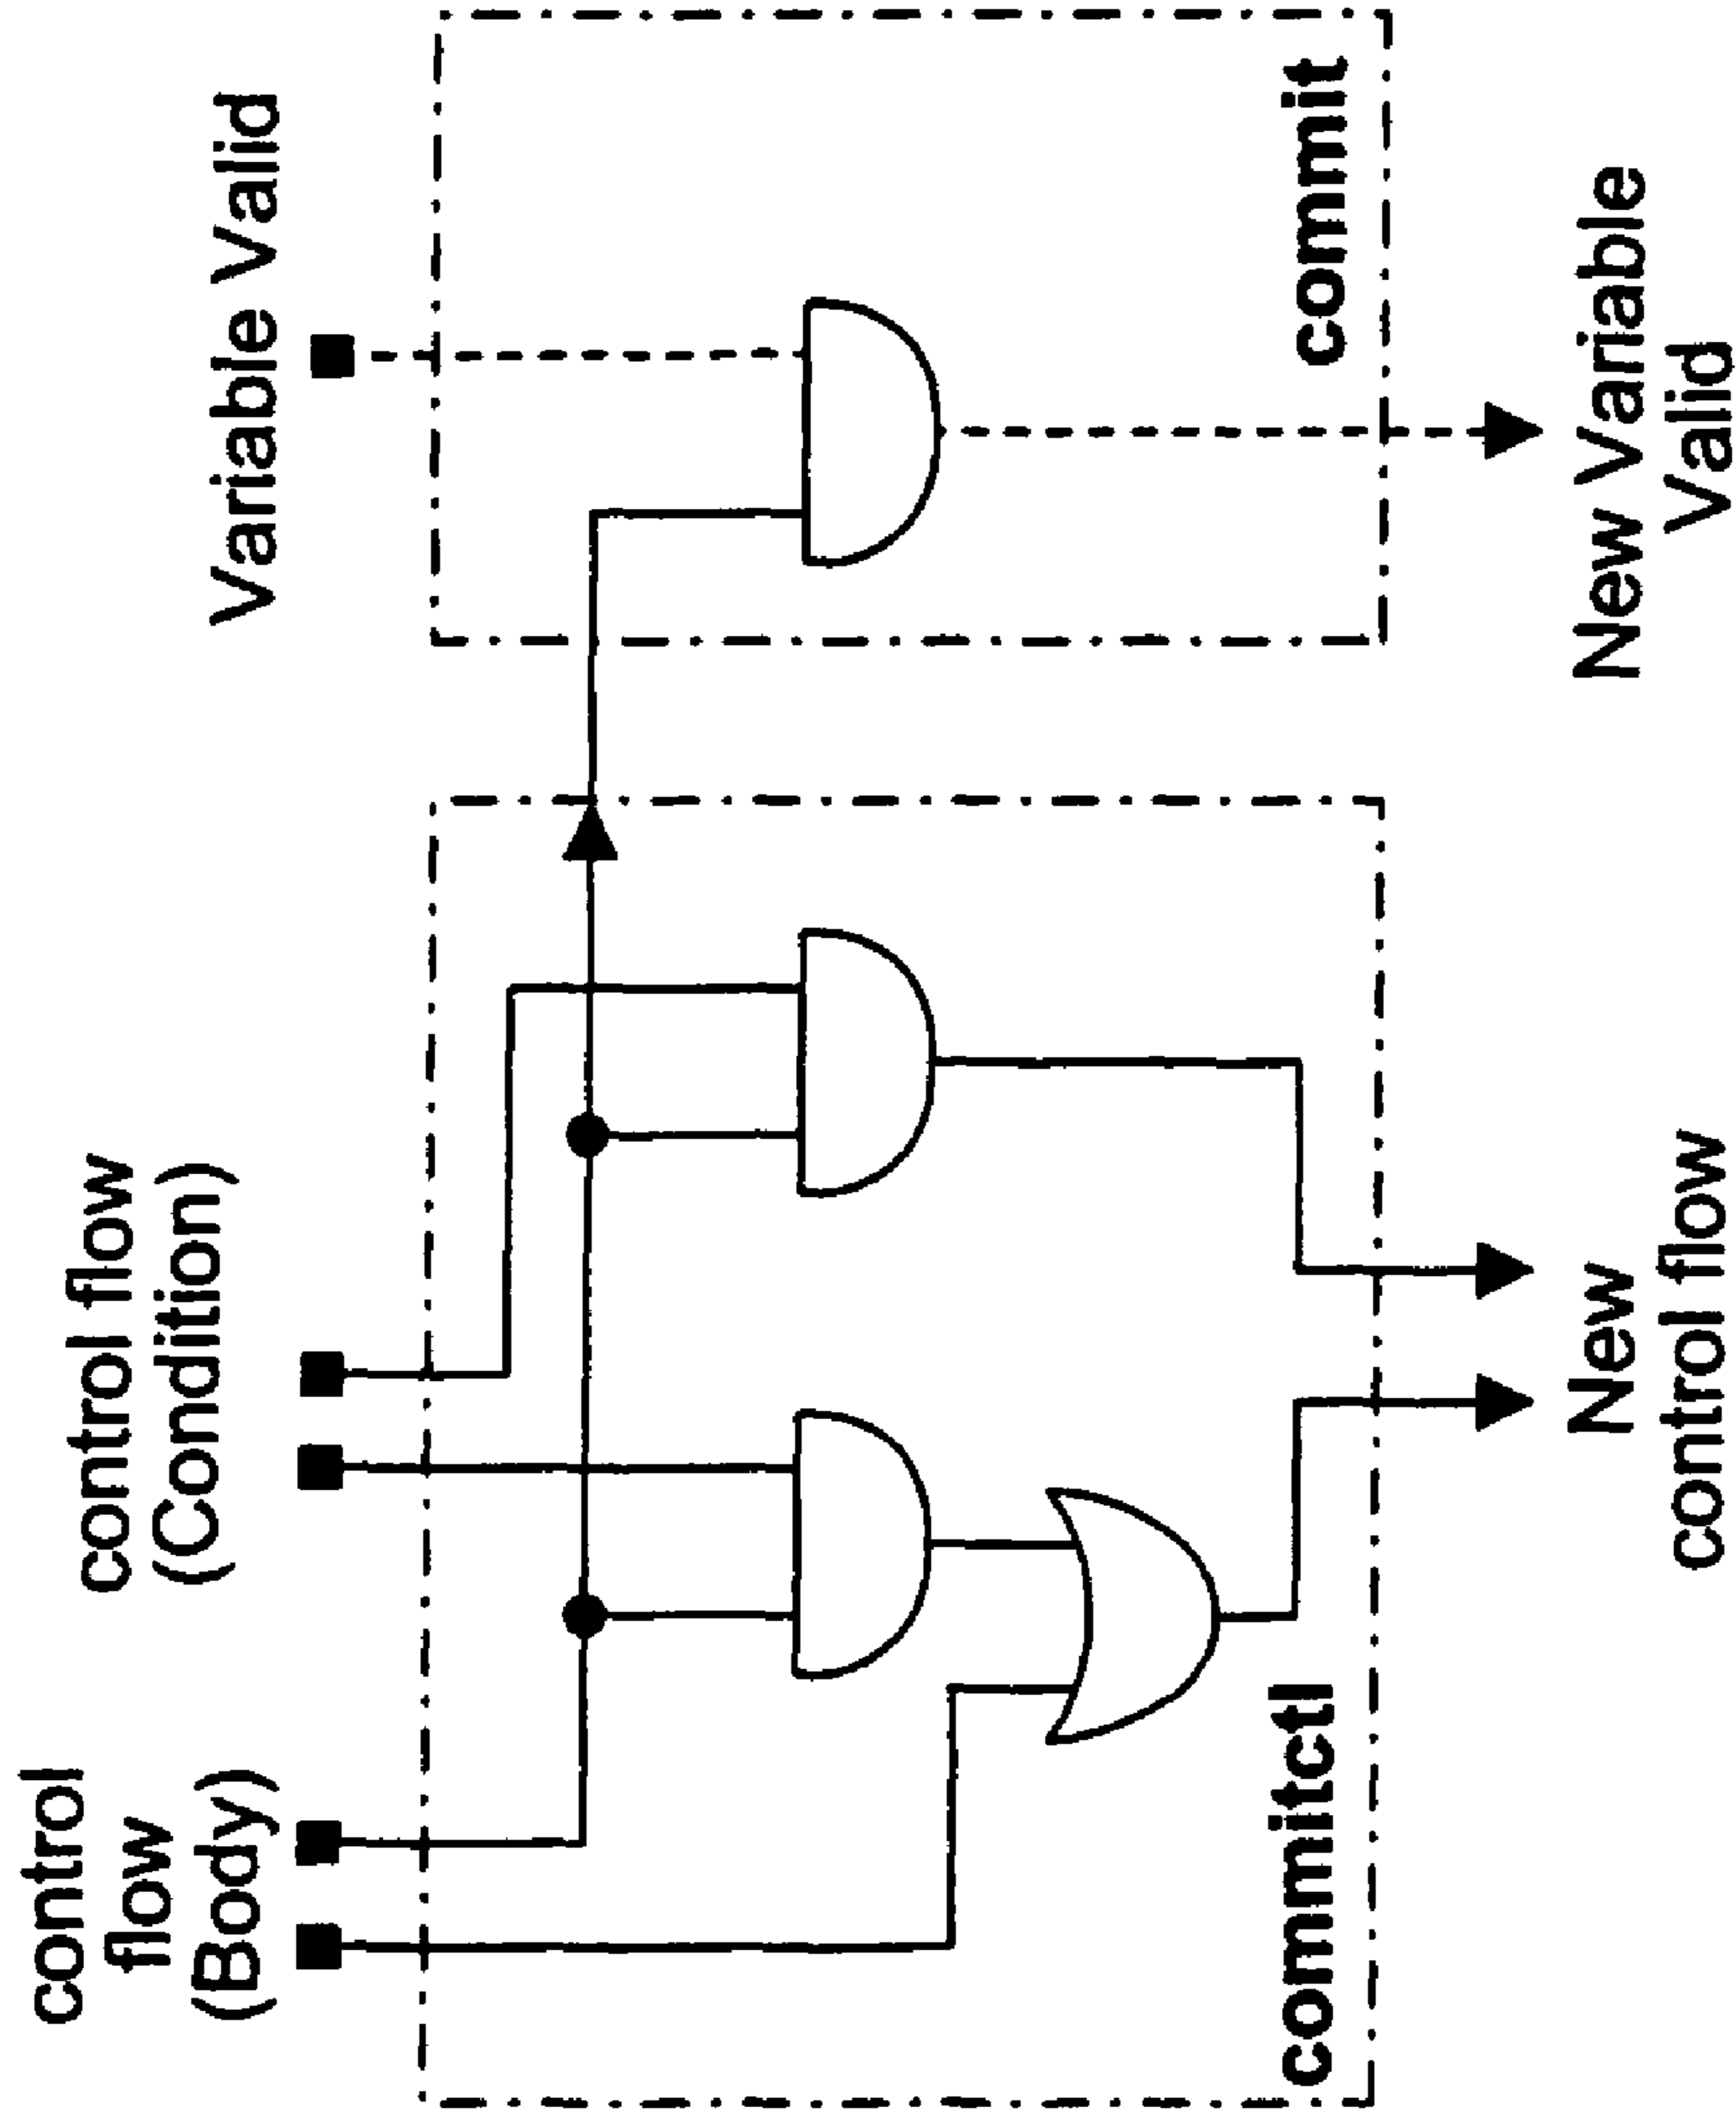 control
flow
(Body)
control flow
(Condition)
Variable Valid
commitctl
commit
New
control flow
New Variable
Valid